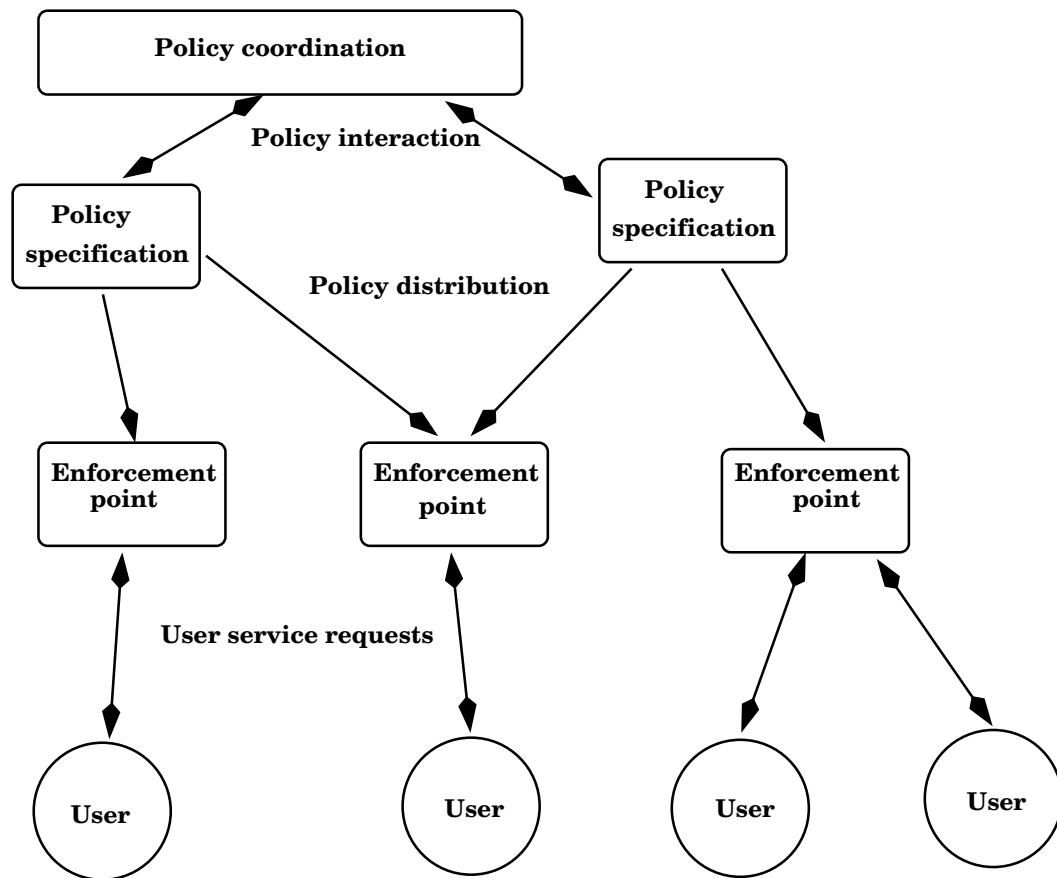 Policy coordination
Policy interaction
Policy
specification
Policy
specification
Policy distribution
Enforcement
point
Enforcement
point
Enforcement
point
User service requests
User
User
User
User